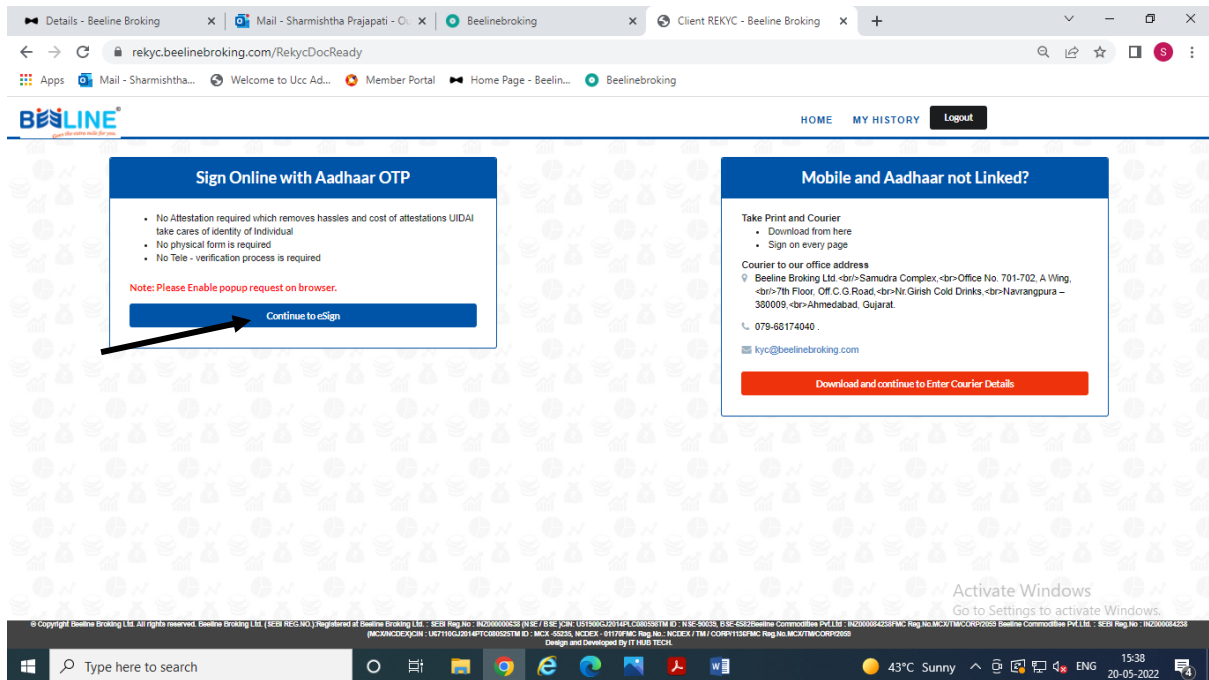 Details - Beeline Broking
Mail - Sharmishtha Prajapati - Ou
Beelinebroking
Client REKYC - Beeline Broking
rekyc.beelinebroking.com/RekycDocReady
S
Apps
Mail - Sharmishtha...
Welcome to Ucc Ad...
Member Portal
Home Page - Beelin...
Beelinebroking
BEELINE
HOME
MY HISTORY
Logout
Sign Online with Aadhaar OTP
No Attestation required which removes hassles and cost of attestations UIDAI
take cares of identity of Individual
No physical form is required
No Tele - verification process is required
Note: Please Enable popup request on browser.
Continue to eSign
Mobile and Aadhaar not Linked?
Take Print and Courier
Download from here
Sign on every page
Courier to our office address
Beeline Broking Ltd.<br/>Samudra Complex,<br>Office No. 701-702, A Wing,
<br/>7th Floor, Off.C.G.Road,<br>Nr.Girish Cold Drinks,<br>Navrangpura –
380009,<br>Ahmedabad, Gujarat.
079-68174040 .
kyc@beelinebroking.com
Download and continue to Enter Courier Details
Activate Windows
Go to Settings to activate Windows.
Design and Developed By IT HUB TECH.
Type here to search
43°C Sunny
ENG
15:38
20-05-2022
4